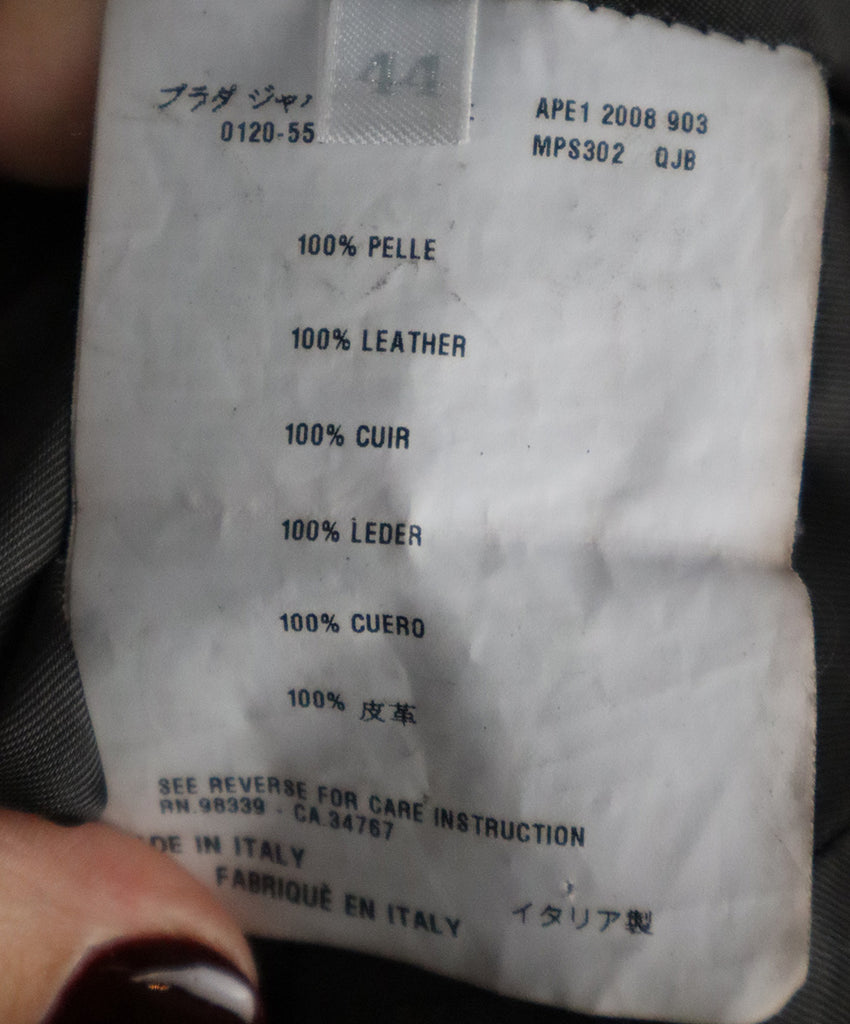 44
プラダ ジャ
0120-55
APE1 2008 903
MPS302 QJB
100% PELLE
100% LEATHER
100% CUIR
100% LEDER
100% CUERO
100% 皮革
SEE REVERSE FOR CARE INSTRUCTION
RN.98339 - CA.34767
DE IN ITALY
FABRIQUÈ EN ITALY
イタリア製